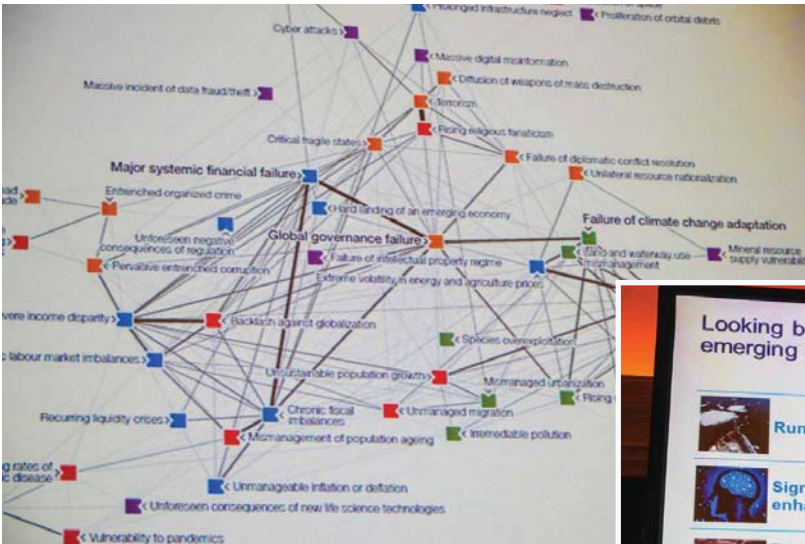 Prolonged infrastructure neglect
Proliferation of orbital debris
Cyber attacks
Massive digital misinformation
Diffusion of weapons of mass destruction
Massive incident of data fraud/theft
Terrorism
Rising religious fanaticism
Critical fragile states
Failure of diplomatic conflict resolution
Unilateral resource nationalization
Major systemic financial failure
Entrenched organized crime
Hard landing of an emerging economy
Failure of climate change adaptation
Unforeseen negative
consequences of regulation
Global governance failure
Land and waterway use
mismanagement
Mineral resource
supply
Pervasive entrenched corruption
Failure of intellectual property regime
Extreme volatility in energy and agriculture prices
vere income disparity
Backlash against globalization
Species overexploitation
labour market imbalances
Unsustainable population growth
Mismanaged urbanization
Rising
Recurring liquidity crises
Chronic fiscal
imbalances
Unmanaged migration
Mismanagement of population ageing
Irremediable pollution
g rates of
c disease
Unmanageable inflation or deflation
Unforeseen consequences of new life science technologies
Vulnerability to pandemics
Looking b
emerging
Run
Sign
enha